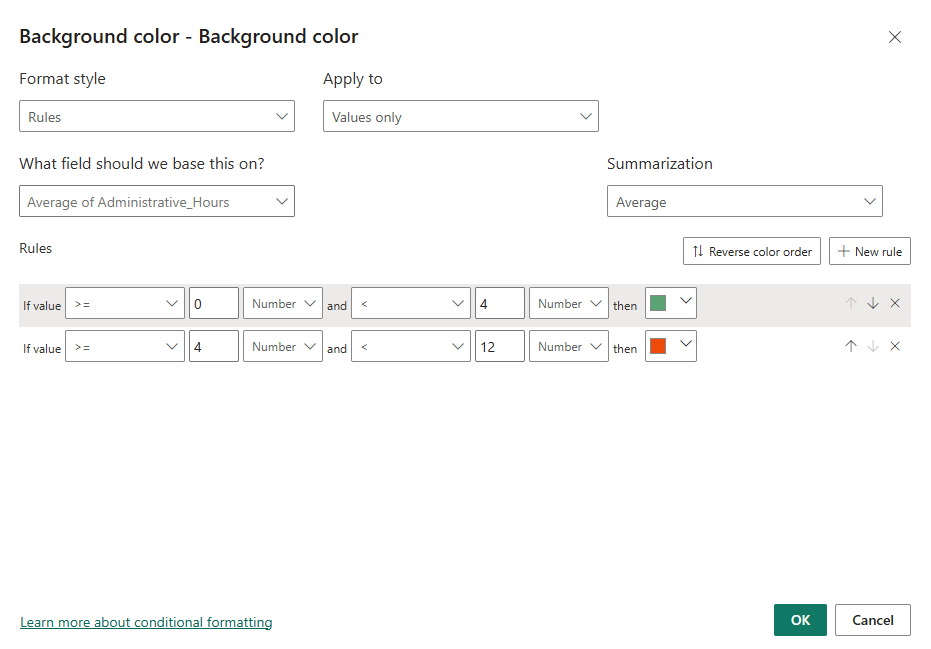 Background color - Background color
Format style
Apply to
Rules
Values only
What field should we base this on?
Summarization
Average of Administrative_Hours
Average
Rules
Reverse color order
New rule
If value >= 0 Number and < 4 Number then
If value >= 4 Number and < 12 Number then
Learn more about conditional formatting
OK
Cancel